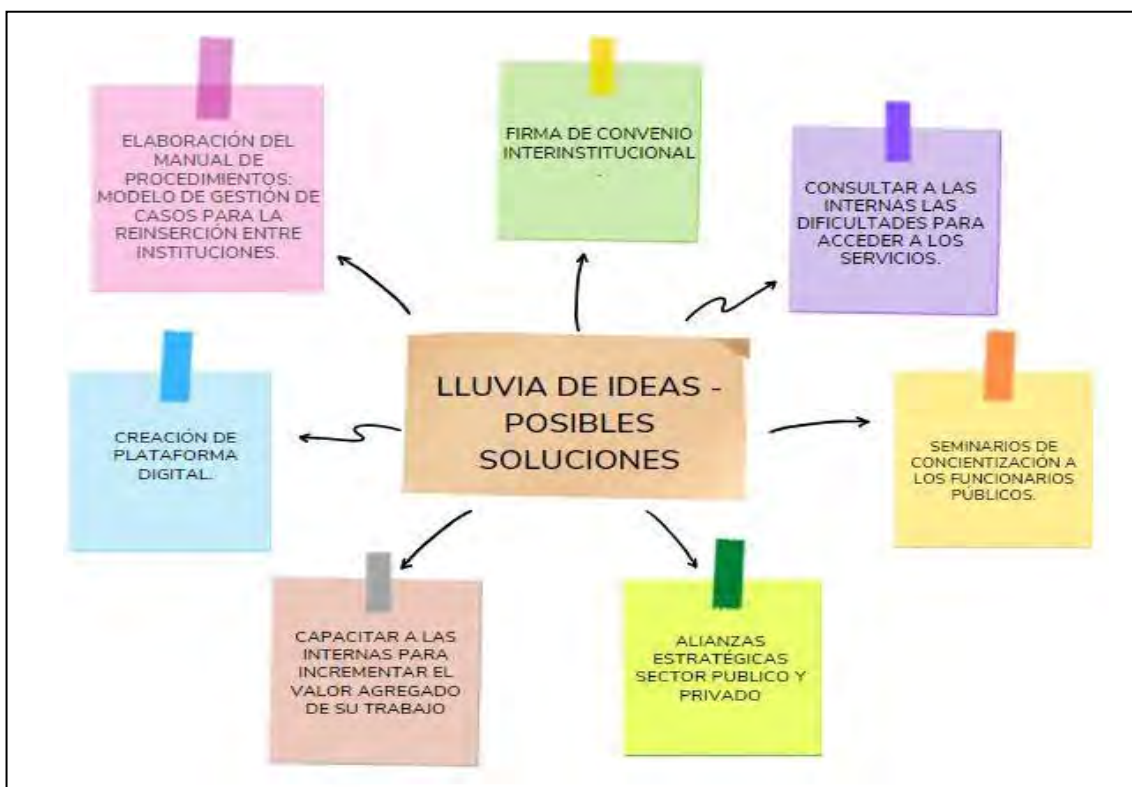 ELABORACIÓN DEL
MANUAL DE
PROCEDIMIENTOS:
MODELO DE GESTIÓN DE
CASOS PARA LA
REINSERCIÓN ENTRE
INSTITUCIONES.
FIRMA DE CONVENIO
INTERINSTITUCIONAL
.
CONSULTAR A LAS
INTERNAS LAS
DIFICULTADES PARA
ACCEDER A LOS
SERVICIOS.
LLUVIA DE IDEAS -
POSIBLES
SOLUCIONES
CREACIÓN DE
PLATAFORMA
DIGITAL.
SEMINARIOS DE
CONCIENTIZACIÓN A
LOS FUNCIONARIOS
PÚBLICOS.
CAPACITAR A LAS
INTERNAS PARA
INCREMENTAR EL
VALOR AGREGADO
DE SU TRABAJO
ALIANZAS
ESTRATÉGICAS
SECTOR PUBLICO Y
PRIVADO